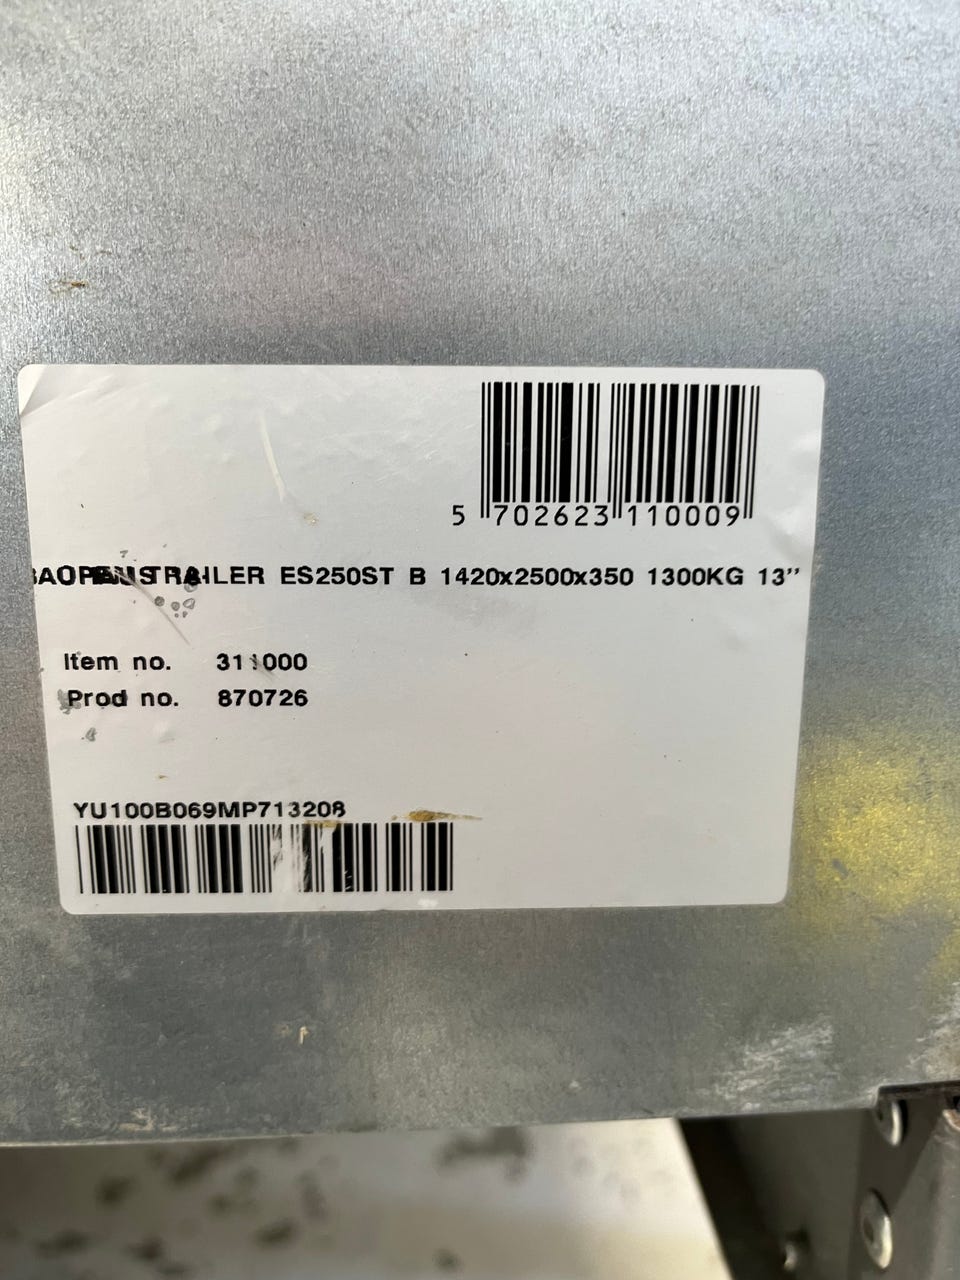 5 702623 110009
TRAILER ES250ST B 1420x2500x350 1300KG 13’’
Item no. 311000
Prod no. 870726
YU100B069MP713208